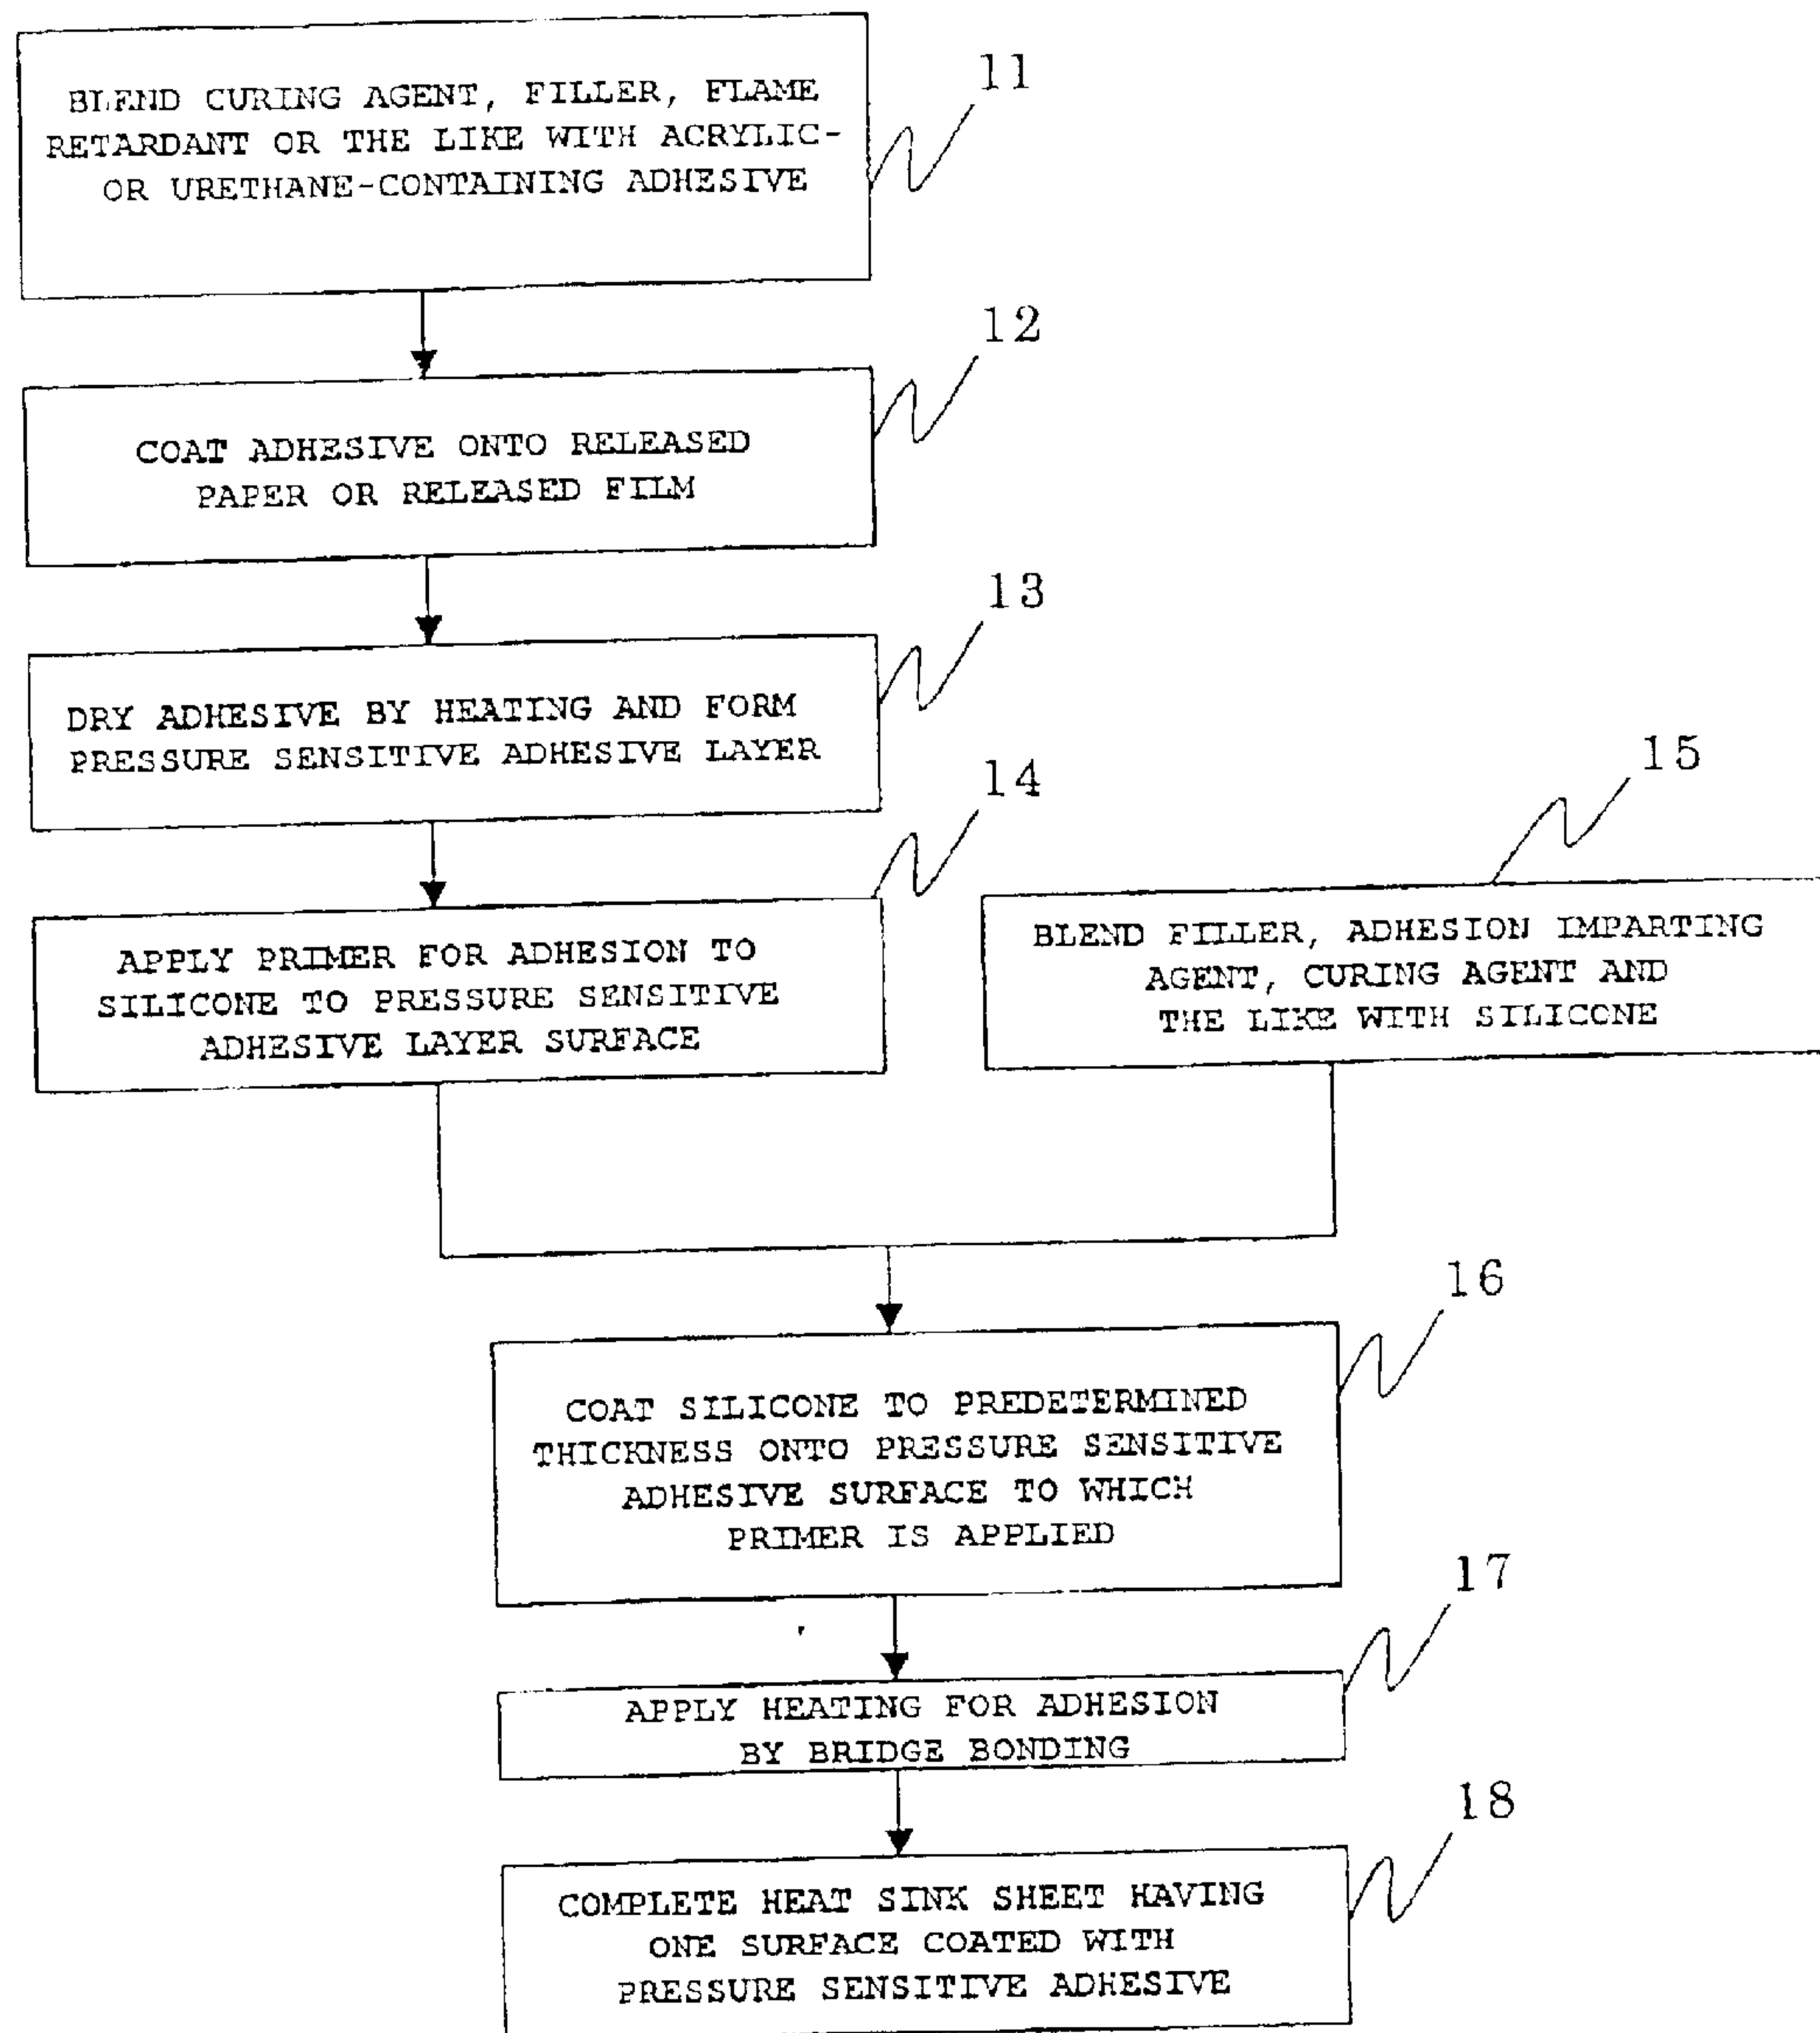 BLEND CURING AGENT, FILLER, FLAME
RETARDANT OR THE LIKE WITH ACRYLIC-
OR URETHANE-CONTAINING ADHESIVE
11
12
COAT ADHESIVE ONTO RELEASED
PAPER OR RELEASED FILM
13
DRY ADHESIVE BY HEATING AND FORM
PRESSURE SENSITIVE ADHESIVE LAYER
14
APPLY PRIMER FOR ADHESION TO
SILICONE TO PRESSURE SENSITIVE
ADHESIVE LAYER SURFACE
15
BLEND FILLER, ADHESION IMPARTING
AGENT, CURING AGENT AND
THE LIKE WITH SILICONE
16
COAT SILICONE TO PREDETERMINED
THICKNESS ONTO PRESSURE SENSITIVE
ADHESIVE SURFACE TO WHICH
PRIMER IS APPLIED
17
APPLY HEATING FOR ADHESION
BY BRIDGE BONDING
18
COMPLETE HEAT SINK SHEET HAVING
ONE SURFACE COATED WITH
PRESSURE SENSITIVE ADHESIVE